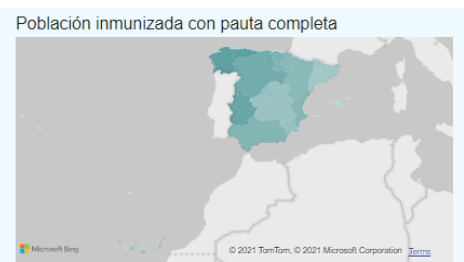 Población inmunizada con pauta completa
Microsoft Bing
© 2021 TomTom, © 2021 Microsoft Corporation Terms